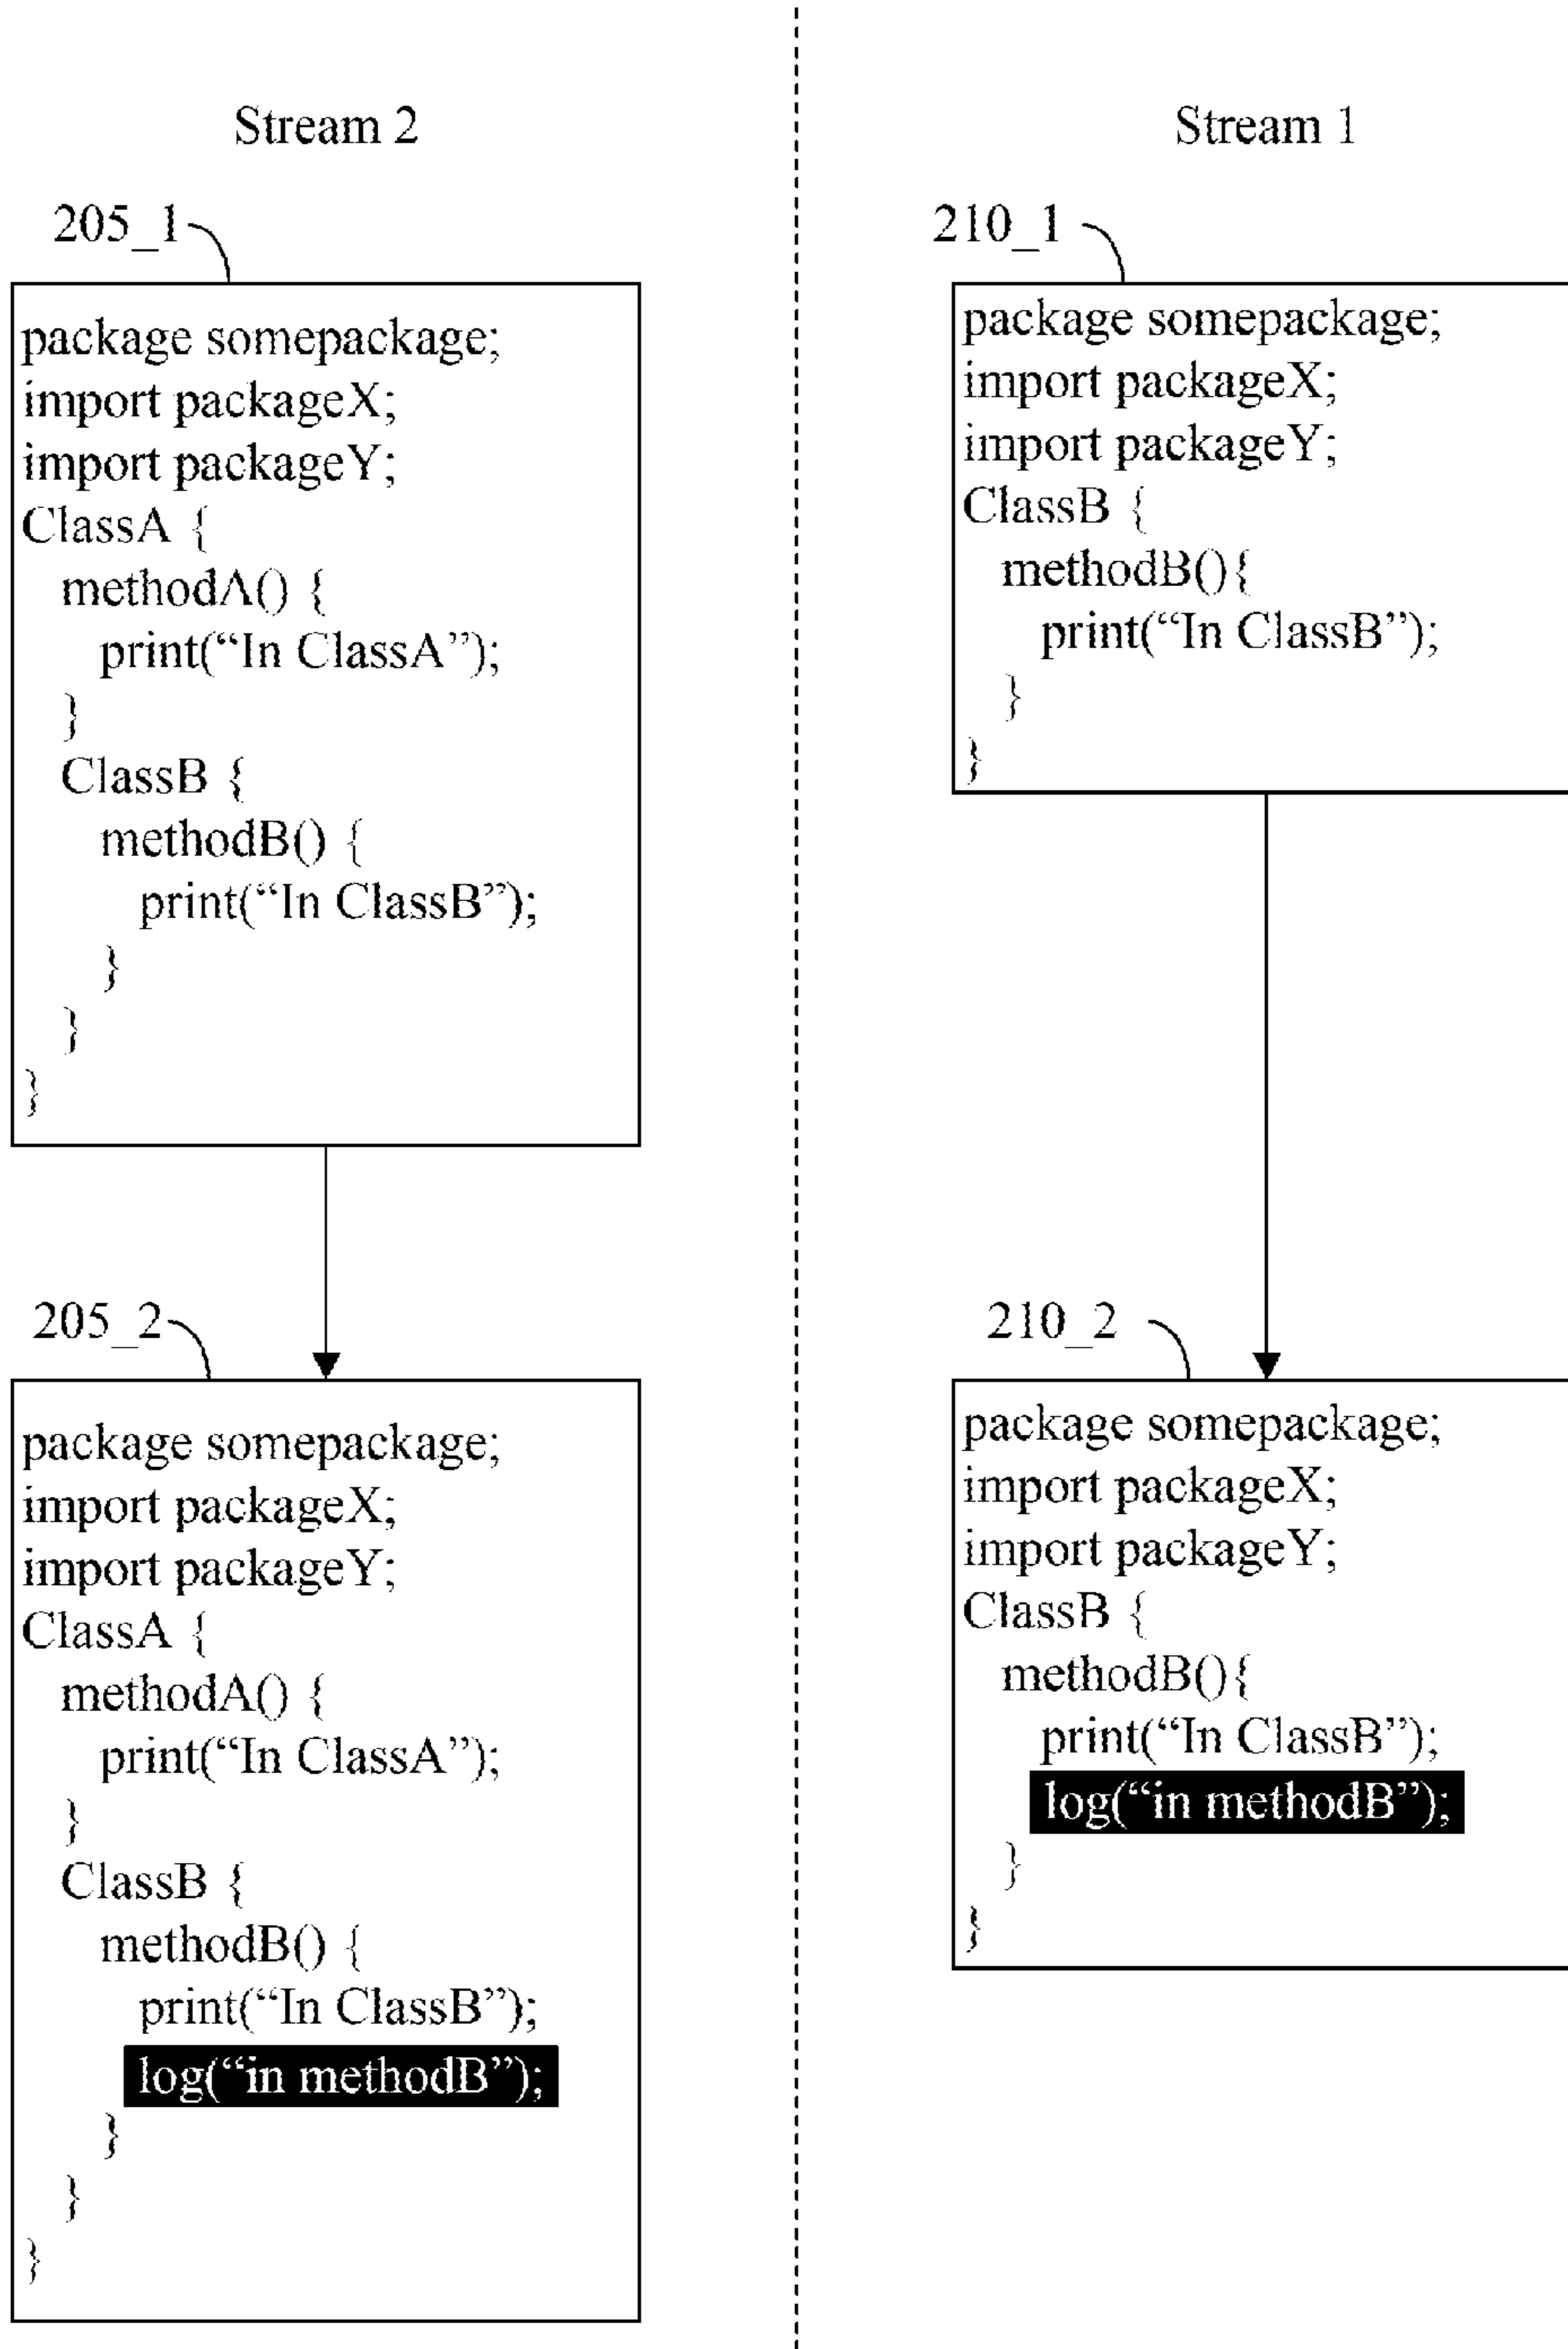 Stream 2
205_1
package somepackage;
import packageX;
import packageY;
ClassA {
methodA() {
print(“In ClassA”);
}
ClassB {
methodB() {
print(“In ClassB”);
}
}
}
205_2
package somepackage;
import packageX;
import packageY;
ClassA {
methodA() {
print(“In ClassA”);
}
ClassB {
methodB() {
print(“In ClassB”);
log(“in methodB”);
}
}
}
Stream 1
210_1
package somepackage;
import packageX;
import packageY;
ClassB {
methodB(){
print(“In ClassB”);
}
}
210_2
package somepackage;
import packageX;
import packageY;
ClassB {
methodB(){
print(“In ClassB”);
log(“in methodB”);
}
}